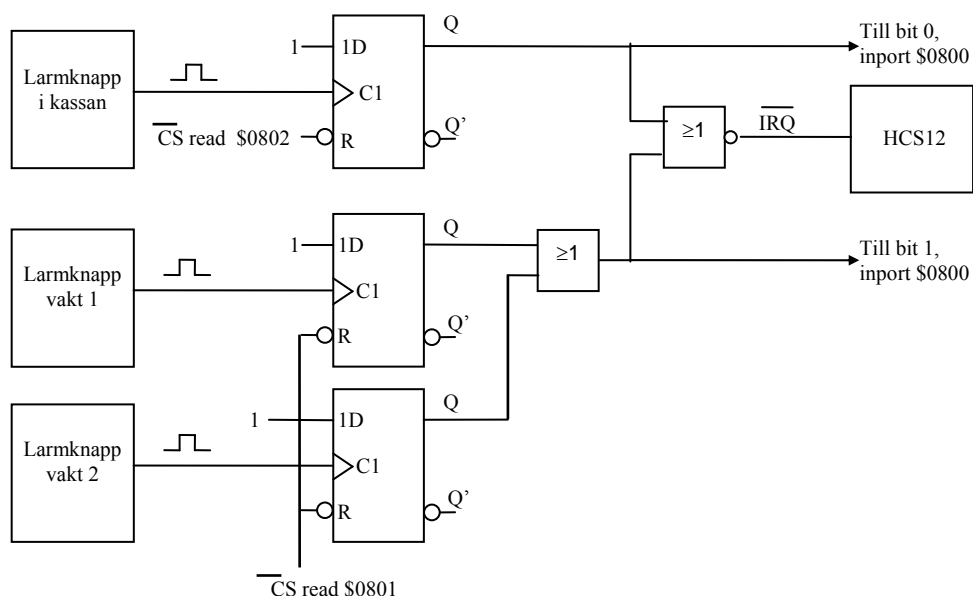 Larmknapp
i kassan
1
1D
C1
R
CS read $0802
Q
Q'
Till bit 0,
inport $0800
≥1
IRQ
HCS12
Larmknapp
vakt 1
1
1D
C1
R
Q
Q'
≥1
Till bit 1,
inport $0800
Larmknapp
vakt 2
1
1D
C1
R
Q
Q'
CS read $0801